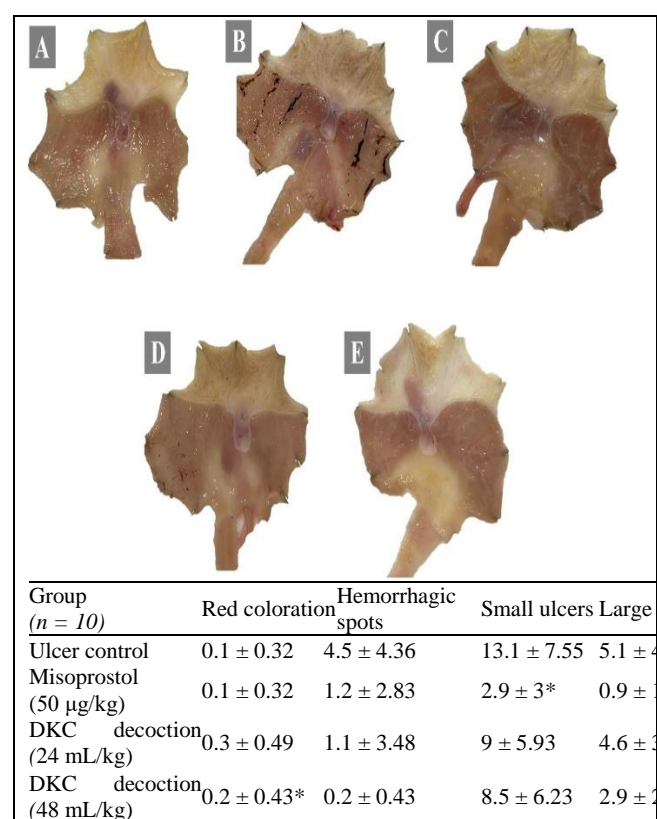 A B C
D E
Group Red coloration Hemorrhagic Small ulcers Large
(n = 10) spots
Ulcer control 0.1 ± 0.32 4.5 ± 4.36 13.1 ± 7.55 5.1 ±
Misoprostol 0.1 ± 0.32 1.2 ± 2.83 2.9 ± 3* 0.9 ±
(50 μg/kg)
DKC decoction 0.3 ± 0.49 1.1 ± 3.48 9 ± 5.93 4.6 ±
(24 mL/kg)
DKC decoction 0.2 ± 0.43* 0.2 ± 0.43 8.5 ± 6.23 2.9 ±
(48 mL/kg)